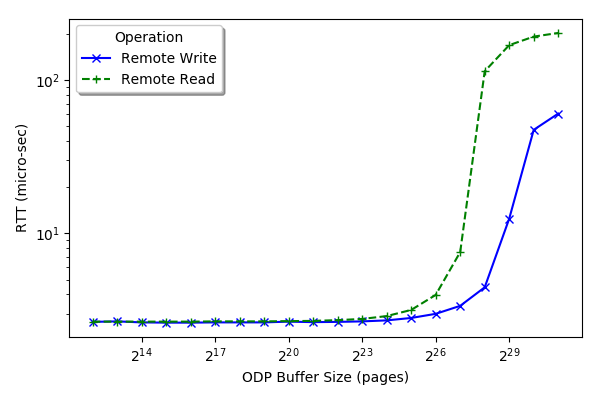 Operation
Remote Write
Remote Read
10²
10¹
RTT (micro-sec)
2¹⁴ 2¹⁷ 2²⁰ 2²³ 2²⁶ 2²⁹
ODP Buffer Size (pages)